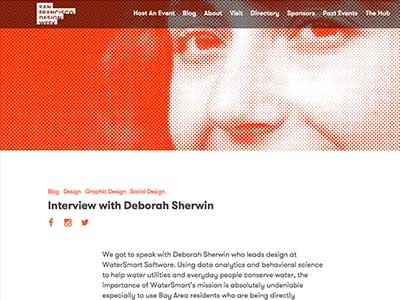 SAN
FRANCISCO
DESIGN
WEEK
Host An Event Blog About Visit Directory Sponsors Past Events The Hub
Blog Design Graphic Design Social Design
Interview with Deborah Sherwin
We got to speak with Deborah Sherwin who leads design at
WaterSmart Software. Using data analytics and behavioral science
to help water utilities and everyday people conserve water, the
importance of WaterSmart's mission is absolutely undeniable
especially to use Bay Area residents who are being directly